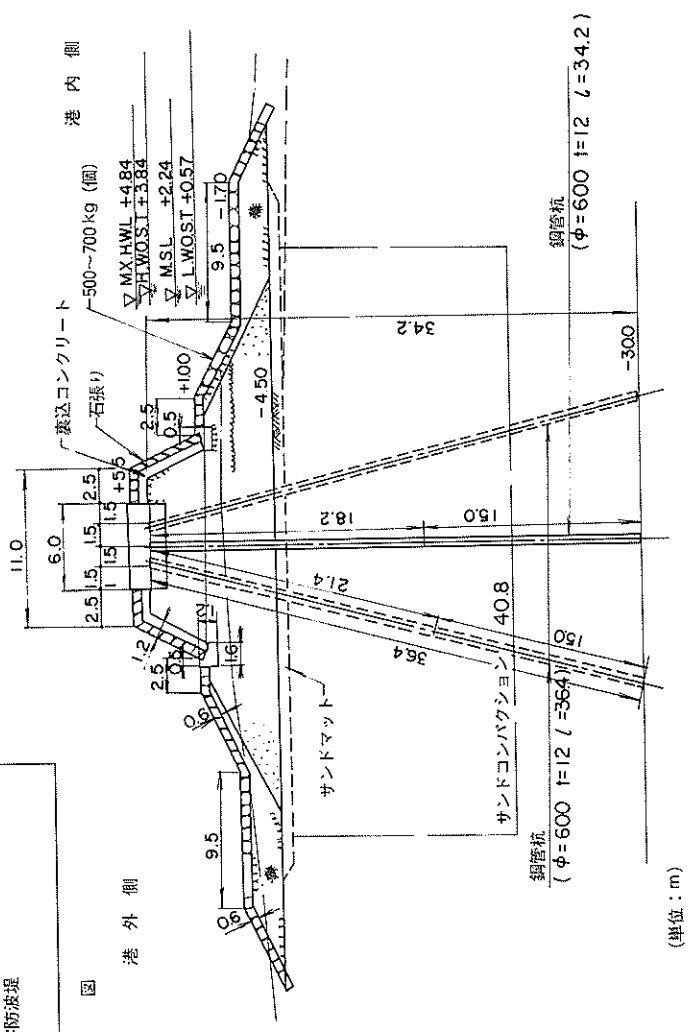 防波堤
図
港外側
港内側
11.0
6.0
2.5 1.5 1.5 1.5 1 2.5
+5.5
裏込コンクリート
石張り
500~700kg (個)
▽ M.X.H.W.L +4.84
▽ H.W.O.S.T +3.84
▽ M.S.L +2.24
▽ L.W.O.S.T +0.57
1.2
1.2
2.5
0.5
1.6
2.5
0.5
+1.00
0.6
9.5
0.6
9.5
-1.70
-4.50
サンドマット
サンドコンパクション
40.8
18.2
15.0
21.4
15.0
36.4
34.2
-30.0
鋼管杭
(φ=600 t=12 ℓ=36.4)
鋼管杭
(φ=600 t=12 ℓ=34.2)
(単位:m)